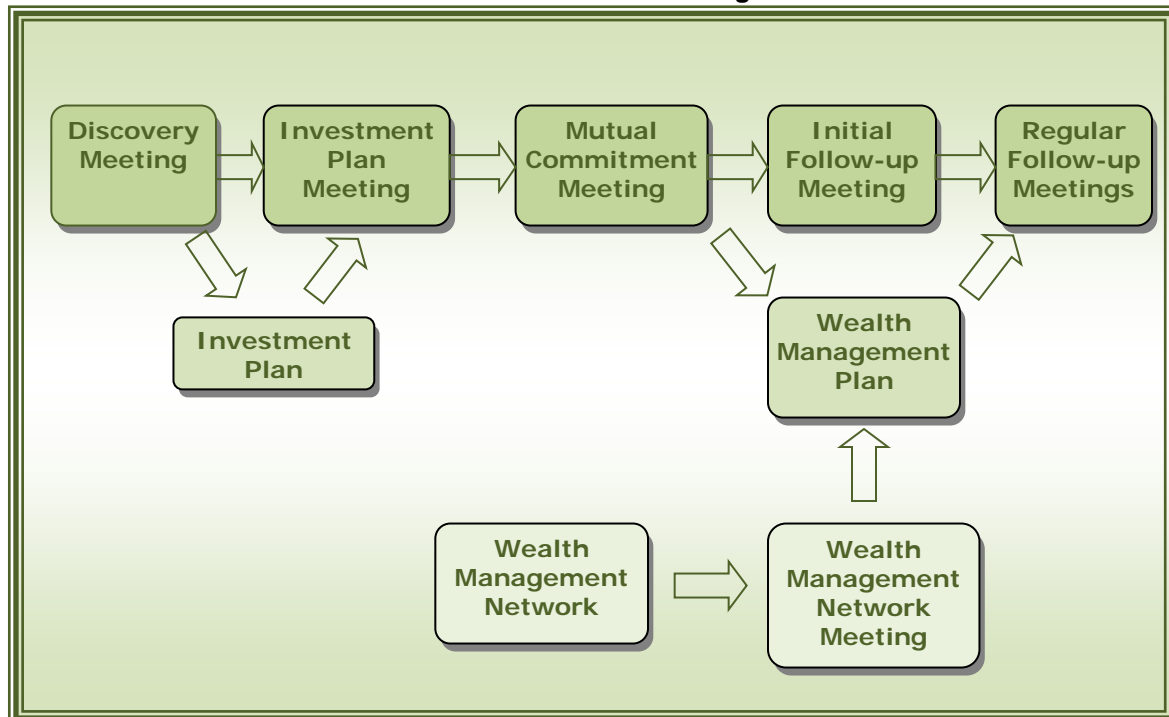 Discovery
Meeting
Investment
Plan
Meeting
Mutual
Commitment
Meeting
Initial
Follow-up
Meeting
Regular
Follow-up
Meetings
Investment
Plan
Wealth
Management
Plan
Wealth
Management
Network
Wealth
Management
Network
Meeting